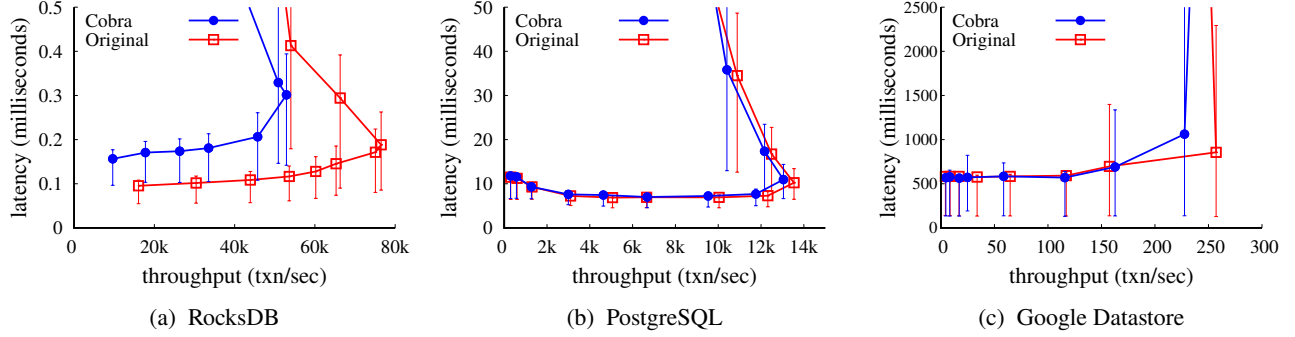 latency (milliseconds)
0.5
0.4
0.3
0.2
0.1
0
0
20k
40k
60k
80k
throughput (txn/sec)
Cobra
Original
(a) RocksDB
latency (milliseconds)
50
40
30
20
10
0
2k
4k
6k
8k
10k
12k
14k
throughput (txn/sec)
Cobra
Original
(b) PostgreSQL
latency (milliseconds)
2500
2000
1500
1000
500
0
0
50
100
150
200
250
300
throughput (txn/sec)
Cobra
Original
(c) Google Datastore